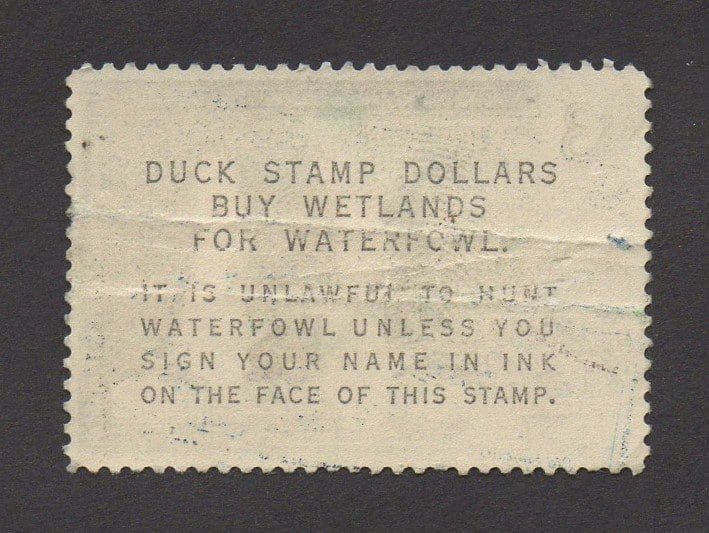 DUCK STAMP DOLLARS
BUY WETLANDS
FOR WATERFOWL.
IT IS UNLAWFUL TO HUNT
WATERFOWL UNLESS YOU
SIGN YOUR NAME IN INK
ON THE FACE OF THIS STAMP.